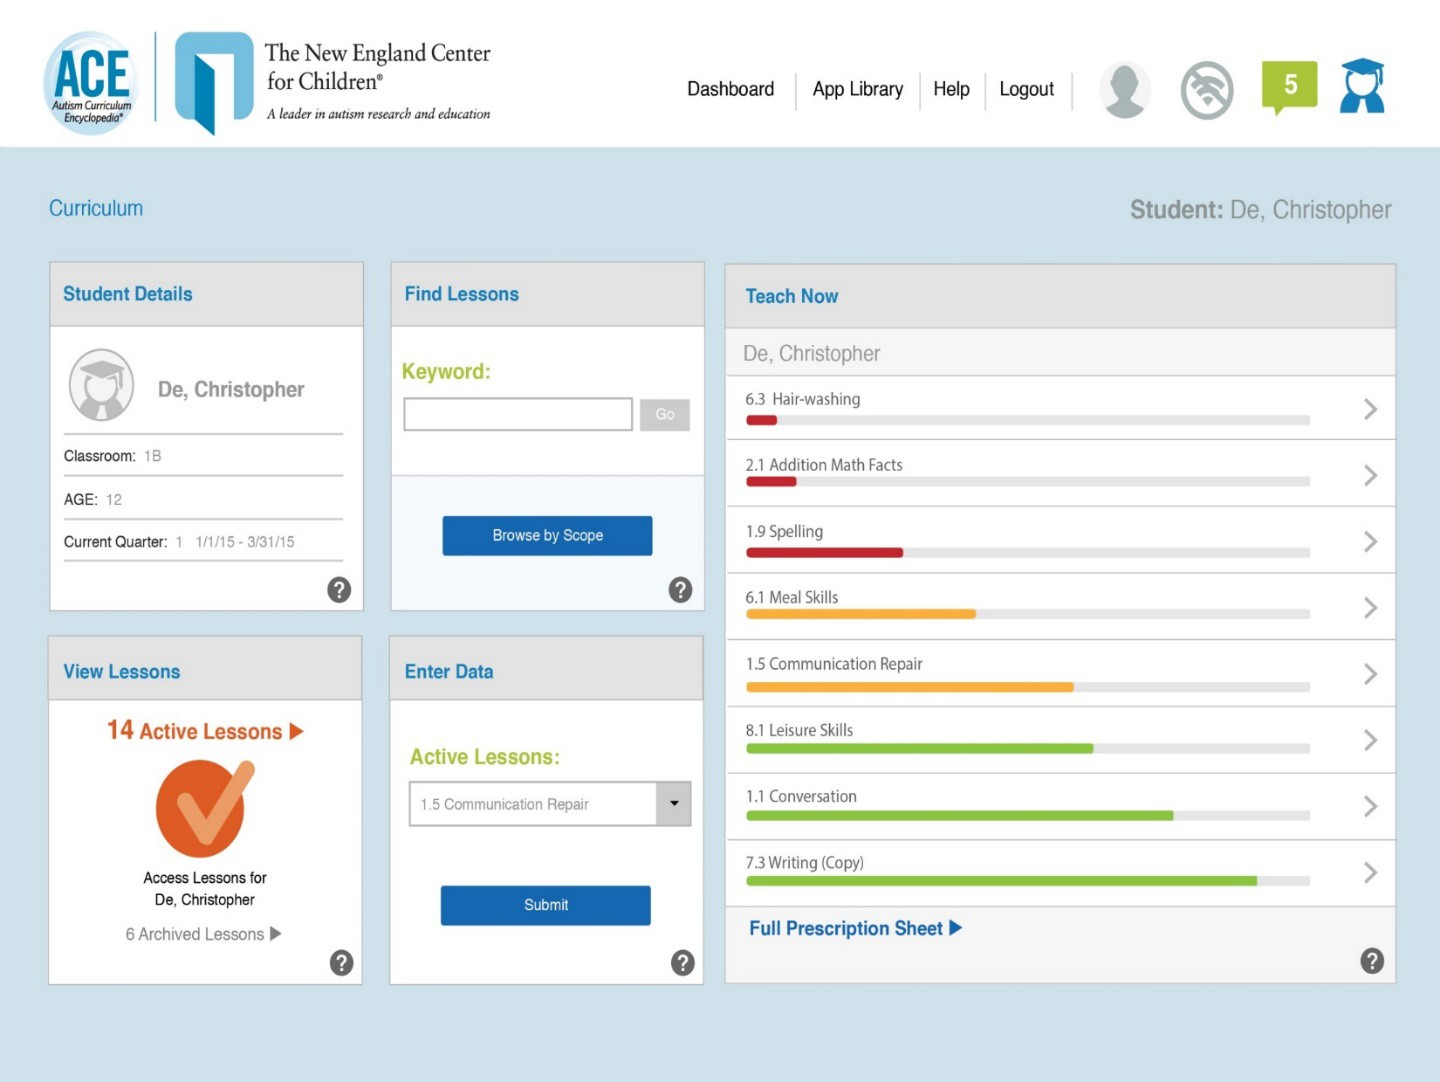 ACE
Autism Curriculum
Encyclopedia®
The New England Center
for Children®
A leader in autism research and education
Dashboard
App Library
Help
Logout
5
Curriculum
Student: De, Christopher
Student Details
De, Christopher
Classroom: 1B
AGE: 12
Current Quarter: 1 1/1/15 - 3/31/15
?
Find Lessons
Keyword:
Go
Browse by Scope
?
Teach Now
De, Christopher
6.3 Hair-washing
2.1 Addition Math Facts
1.9 Spelling
6.1 Meal Skills
1.5 Communication Repair
8.1 Leisure Skills
1.1 Conversation
7.3 Writing (Copy)
Full Prescription Sheet
?
View Lessons
14 Active Lessons
Access Lessons for
De, Christopher
6 Archived Lessons
?
Enter Data
Active Lessons:
1.5 Communication Repair
Submit
?